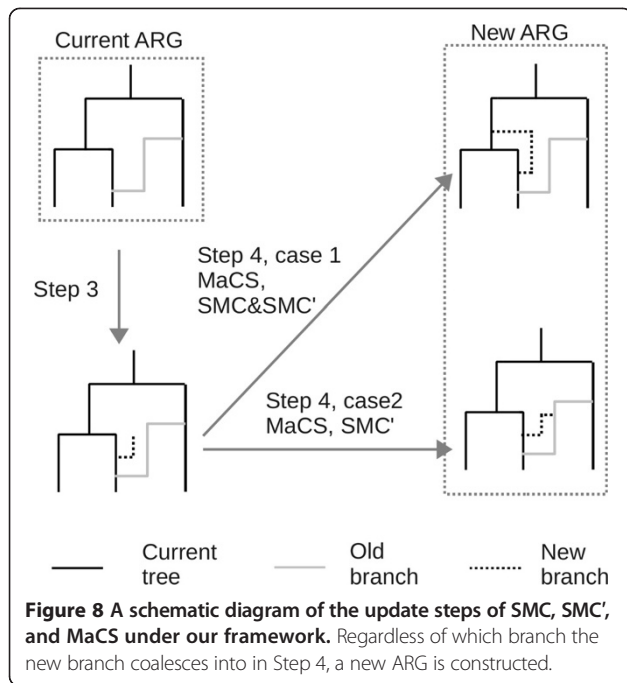 Current ARG
New ARG
Step 3
Step 4, case 1
MaCS,
SMC&SMC'
Step 4, case2
MaCS, SMC'
Current
tree
Old
branch
New
branch
Figure 8 A schematic diagram of the update steps of SMC, SMC′,
and MaCS under our framework. Regardless of which branch the
new branch coalesces into in Step 4, a new ARG is constructed.